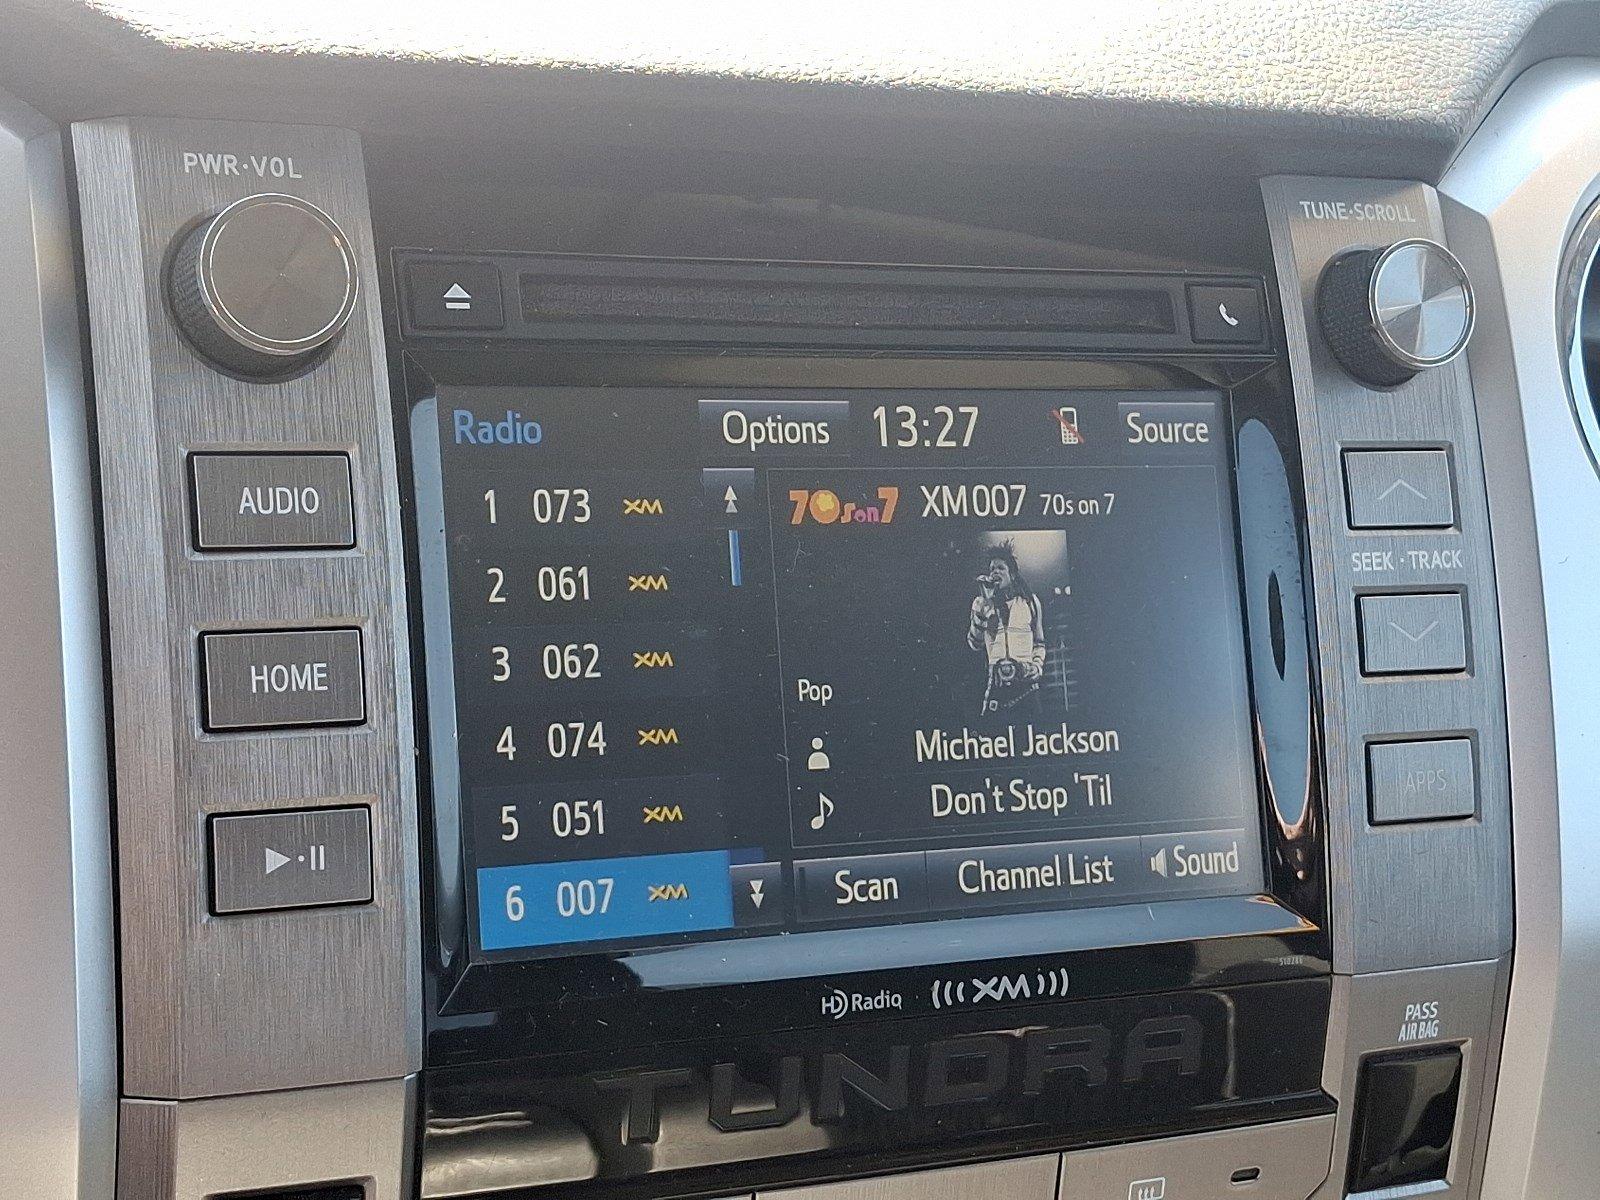 PWR·VOL
TUNE·SCROLL
AUDIO
HOME
SEEK·TRACK
APPS
Radio
Options
13:27
Source
1 073 XM
2 061 XM
3 062 XM
4 074 XM
5 051 XM
6 007 XM
70s on 7 XM007 70s on 7
Pop
Michael Jackson
Don't Stop 'Til
Scan
Channel List
Sound
HD Radio
XM
510286
TUNDRA
PASS
AIR BAG